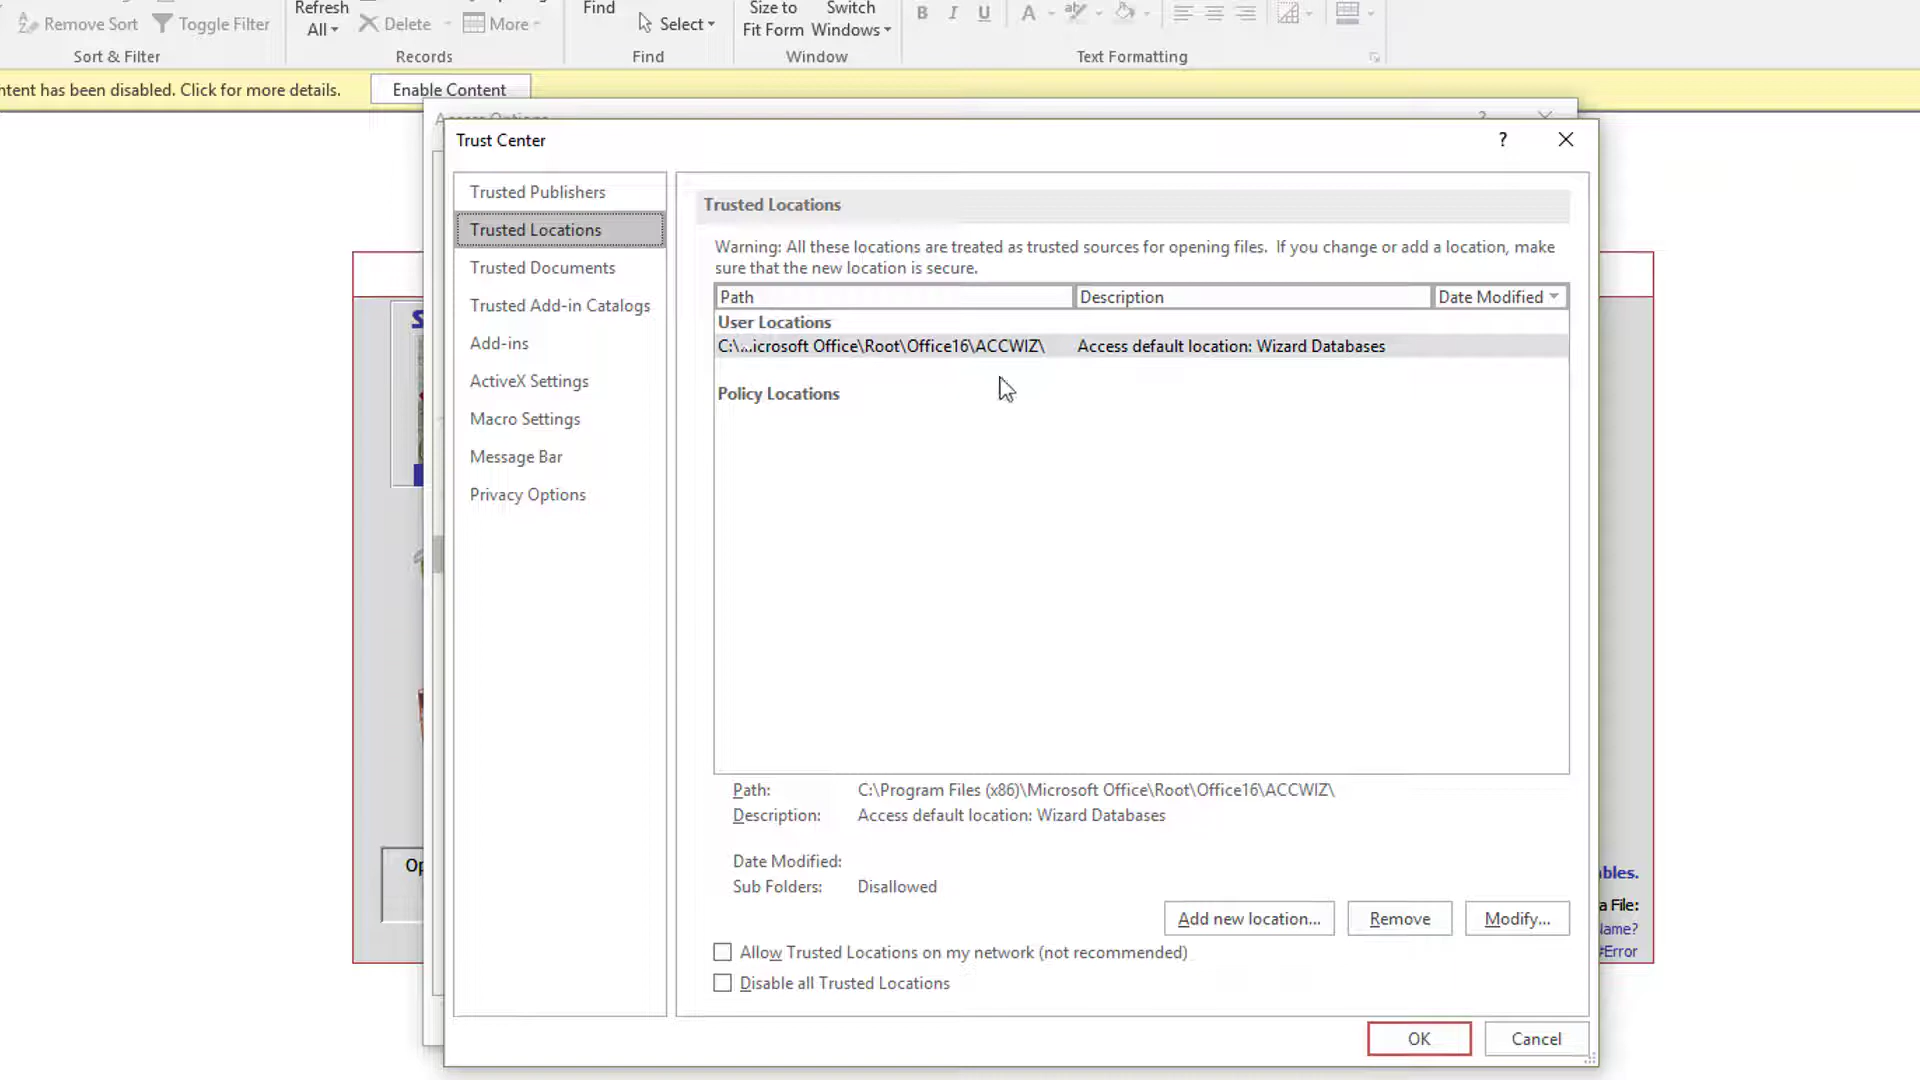 Refresh
Find
Size to
Switch
Remove Sort
Toggle Filter
All
Delete
More
Select
Fit Form
Windows
B I U A
Sort & Filter
Records
Find
Window
Text Formatting
ntent has been disabled. Click for more details.
Enable Content
Access Options
?
Trust Center
?
Trusted Publishers
Trusted Locations
Trusted Documents
Trusted Add-in Catalogs
Add-ins
ActiveX Settings
Macro Settings
Message Bar
Privacy Options
Trusted Locations
Warning: All these locations are treated as trusted sources for opening files. If you change or add a location, make
sure that the new location is secure.
Path
Description
Date Modified
User Locations
C:\...icrosoft Office\Root\Office16\ACCWIZ\
Access default location: Wizard Databases
Policy Locations
Path:
C:\Program Files (x86)\Microsoft Office\Root\Office16\ACCWIZ\
Description:
Access default location: Wizard Databases
Date Modified:
Sub Folders:
Disallowed
Add new location...
Remove
Modify...
Allow Trusted Locations on my network (not recommended)
Disable all Trusted Locations
OK
Cancel
Op
bles.
a File:
ame?
#Error